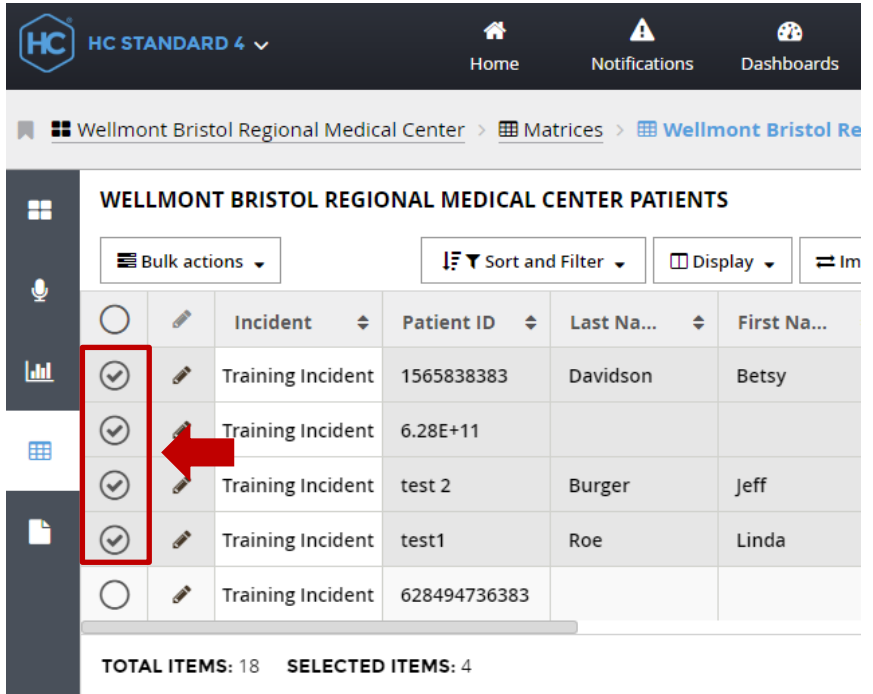 HC HC STANDARD 4 Home Notifications Dashboards
Wellmont Bristol Regional Medical Center > Matrices > Wellmont Bristol Re
WELLMONT BRISTOL REGIONAL MEDICAL CENTER PATIENTS
Bulk actions Sort and Filter Display Im
Incident Patient ID Last Na... First Na...
Training Incident 1565838383 Davidson Betsy
Training Incident 6.28E+11
Training Incident test 2 Burger Jeff
Training Incident test1 Roe Linda
Training Incident 628494736383
TOTAL ITEMS: 18 SELECTED ITEMS: 4